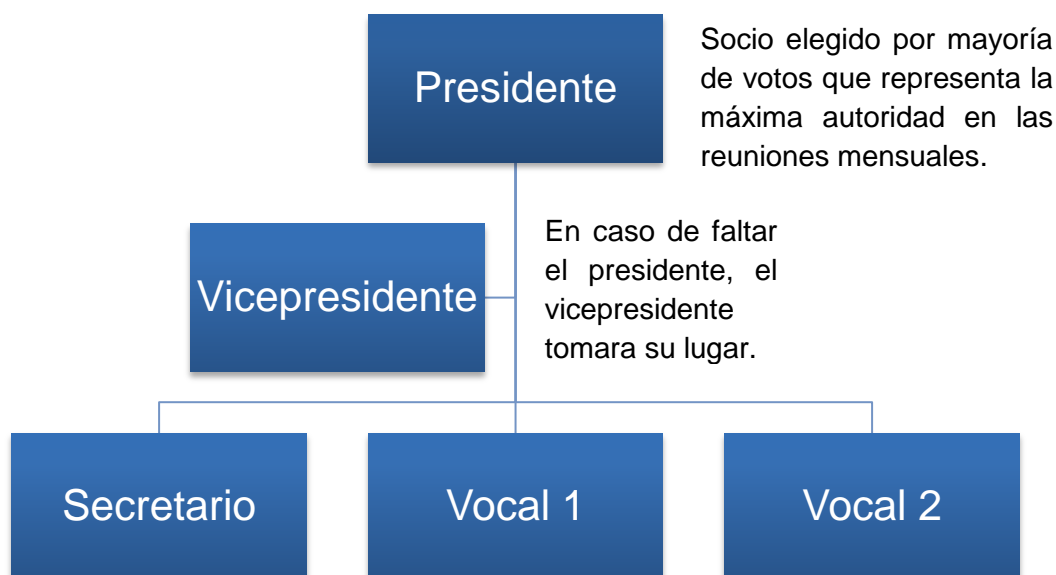 Presidente
Socio elegido por mayoría
de votos que representa la
máxima autoridad en las
reuniones mensuales.
Vicepresidente
En caso de faltar
el presidente, el
vicepresidente
tomara su lugar.
Secretario
Vocal 1
Vocal 2